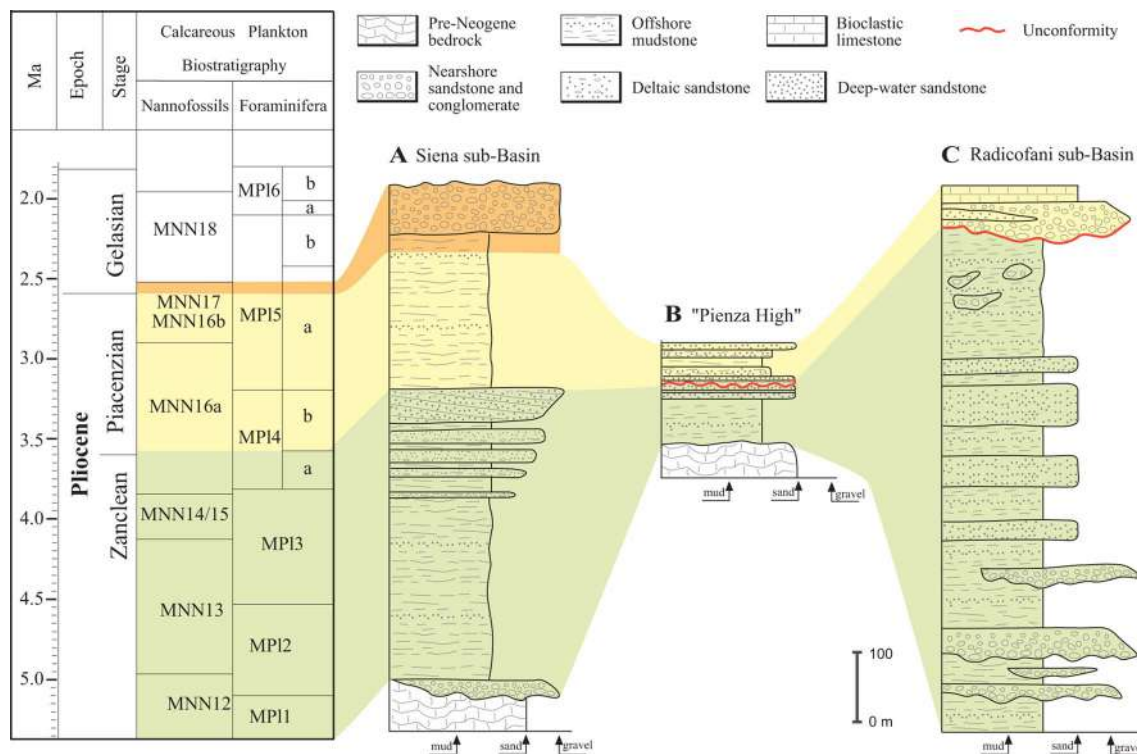 Ma
Epoch
Stage
Calcareous Plankton
Biostratigraphy
Nannofossils
Foraminifera
Pre-Neogene
bedrock
Offshore
mudstone
Bioclastic
limestone
Unconformity
Nearshore
sandstone and
conglomerate
Deltaic sandstone
Deep-water sandstone
2.0
2.5
3.0
3.5
4.0
4.5
5.0
Pliocene
Gelasian
Piacenzian
Zanclean
MNN18
MNN17
MNN16b
MNN16a
MNN14/15
MNN13
MNN12
MPl6
b
a
b
MPl5
a
MPl4
b
a
MPl3
MPl2
MPl1
A Siena sub-Basin
mud
sand
gravel
B "Pienza High"
mud
sand
gravel
C Radicofani sub-Basin
100
0 m
mud
sand
gravel